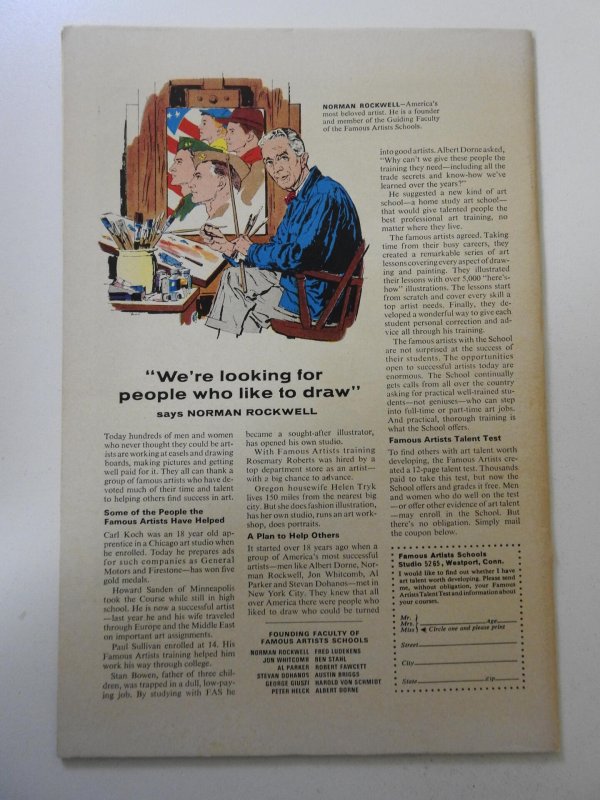 NORMAN ROCKWELL—America's
most beloved artist. He is a founder
and member of the Guiding Faculty
of the Famous Artists Schools.
"We're looking for
people who like to draw"
says NORMAN ROCKWELL
Today hundreds of men and women
who never thought they could be art-
ists are working at easels and drawing
boards, making pictures and getting
well paid for it. They all can thank a
group of famous artists who have de-
voted much of their time and talent
to helping others find success in art.
Some of the People the
Famous Artists Have Helped
Carl Koch was an 18 year old ap-
prentice in a Chicago art studio when
he enrolled. Today he prepares ads
for such companies as General
Motors and Firestone—has won five
gold medals.
Howard Sanden of Minneapolis
took the Course while still in high
school. He is now a successful artist
—last year he and his wife traveled
through Europe and the Middle East
on important art assignments.
Paul Sullivan enrolled at 14. His
Famous Artists training helped him
work his way through college.
Stan Bowen, father of three chil-
dren, was trapped in a dull, low-pay-
ing job. By studying with FAS he
became a sought-after illustrator,
has opened his own studio.
With Famous Artists training
Rosemary Roberts was hired by a
top department store as an artist—
with a big chance to advance.
Oregon housewife Helen Tryk
lives 150 miles from the nearest big
city. But she does fashion illustration,
has her own studio, runs an art work-
shop, does portraits.
A Plan to Help Others
It started over 18 years ago when a
group of America's most successful
artists—men like Albert Dorne, Nor-
man Rockwell, Jon Whitcomb, Al
Parker and Stevan Dohanos—met in
New York City. They knew that all
over America there were people who
liked to draw who could be turned
FOUNDING FACULTY OF
FAMOUS ARTISTS SCHOOLS
NORMAN ROCKWELL FRED LUDEKENS
JON WHITCOMB BEN STAHL
AL PARKER ROBERT FAWCETT
STEVAN DOHANOS AUSTIN BRIGGS
GEORGE GIUSTI HAROLD VON SCHMIDT
PETER HELCK ALBERT DORNE
into good artists. Albert Dorne asked,
"Why can't we give these people the
training they need—including all the
trade secrets and know-how we've
learned over the years?"
He suggested a new kind of art
school—a home study art school—
that would give talented people the
best professional art training, no
matter where they live.
The famous artists agreed. Taking
time from their busy careers, they
created a remarkable series of art
lessons covering every aspect of draw-
ing and painting. They illustrated
their lessons with over 5,000 "here's-
how" illustrations. The lessons start
from scratch and cover every skill a
top artist needs. Finally, they de-
veloped a wonderful way to give each
student personal correction and ad-
vice all through his training.
The famous artists with the School
are not surprised at the success of
their students. The opportunities
open to successful artists today are
enormous. The School continually
gets calls from all over the country
asking for practical well-trained stu-
dents—not geniuses—who can step
into full-time or part-time art jobs.
And practical, thorough training is
what the School offers.
Famous Artists Talent Test
To find others with art talent worth
developing, the Famous Artists cre-
ated a 12-page talent test. Thousands
paid to take this test, but now the
School offers and grades it free. Men
and women who do well on the test
—or offer other evidence of art talent
—may enroll in the School. But
there's no obligation. Simply mail
the coupon below.
Famous Artists Schools
Studio 5265, Westport, Conn.
I would like to find out whether I have
art talent worth developing. Please send
me, without obligation, your Famous
Artists Talent Test and information about
your courses.
Mr.
Mrs. Age
Miss Circle one and please print
Street
City
State Zip